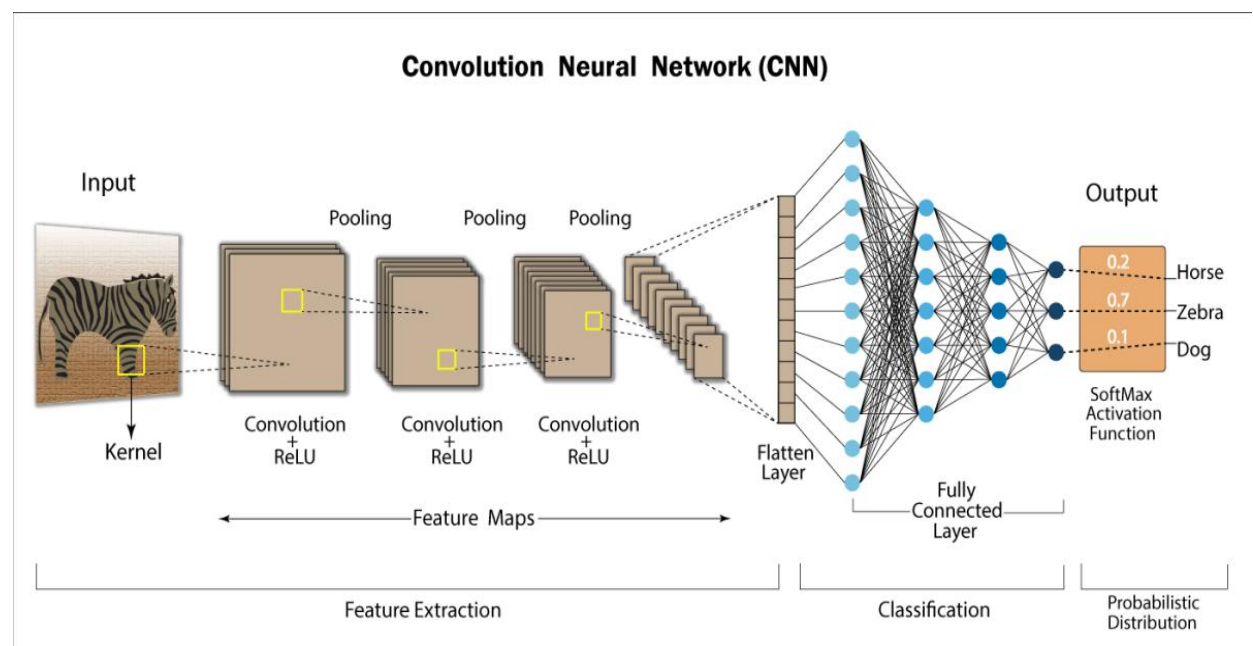 Convolution Neural Network (CNN)
Input
Kernel
Pooling
Pooling
Pooling
Convolution
+
ReLU
Convolution
+
ReLU
Convolution
+
ReLU
Feature Maps
Flatten
Layer
Fully
Connected
Layer
Output
0.2
Horse
0.7
Zebra
0.1
Dog
SoftMax
Activation
Function
Feature Extraction
Classification
Probabilistic
Distribution